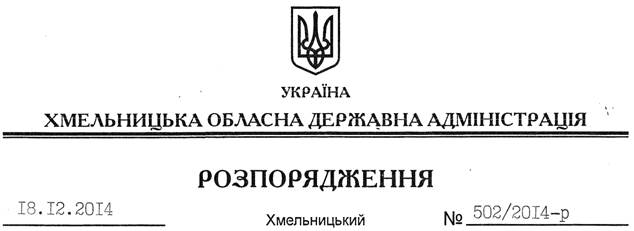 УКРАЇНА
ХМЕЛЬНИЦЬКА ОБЛАСНА ДЕРЖАВНА АДМІНІСТРАЦІЯ
РОЗПОРЯДЖЕННЯ
18.12.2014 Хмельницький № 502/2014-р